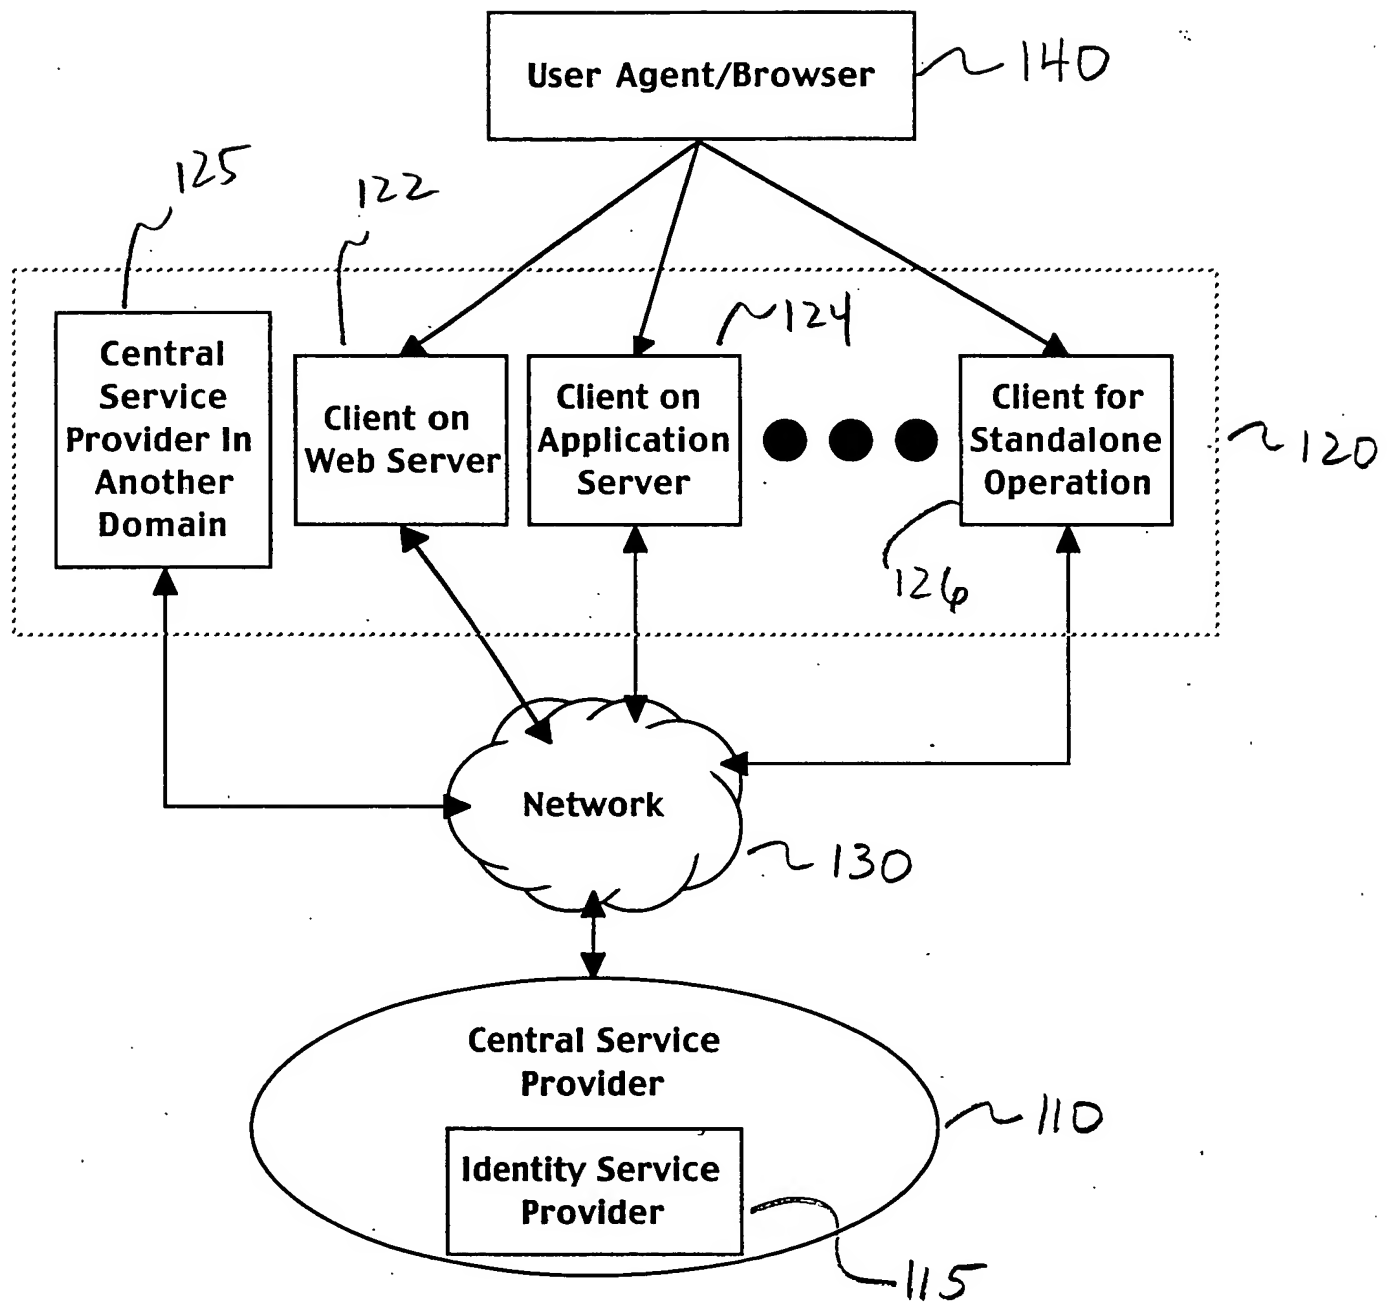 User Agent/Browser
140
125
122
124
Central
Service
Provider In
Another
Domain
Client on
Web Server
Client on
Application
Server
Client for
Standalone
Operation
120
126
Network
130
Central Service
Provider
110
Identity Service
Provider
115